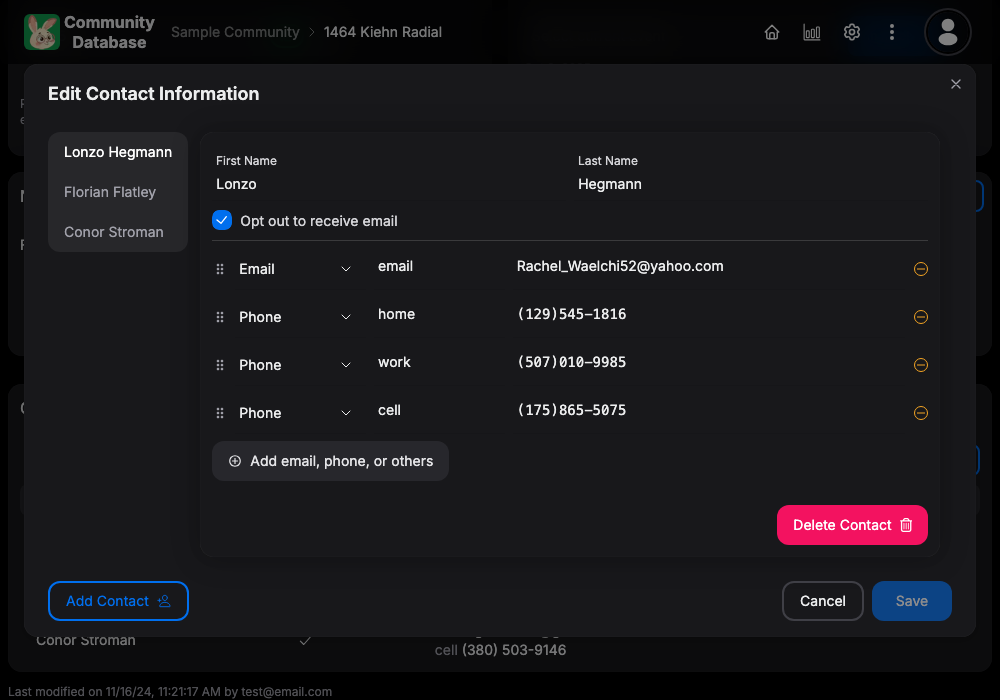 Community
Database
Sample Community > 1464 Kiehn Radial
Edit Contact Information
Lonzo Hegmann
Florian Flatley
Conor Stroman
First Name
Last Name
Lonzo
Hegmann
Opt out to receive email
Email email Rachel_Waelchi52@yahoo.com
Phone home (129)545-1816
Phone work (507)010-9985
Phone cell (175)865-5075
Add email, phone, or others
Delete Contact
Add Contact
Cancel
Save
Conor Stroman
cell (380) 503-9146
Last modified on 11/16/24, 11:21:17 AM by test@email.com